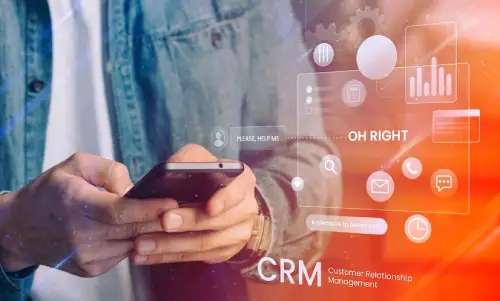 PLEASE, HELP ME
OH RIGHT
CRM
Customer Relationship
Management